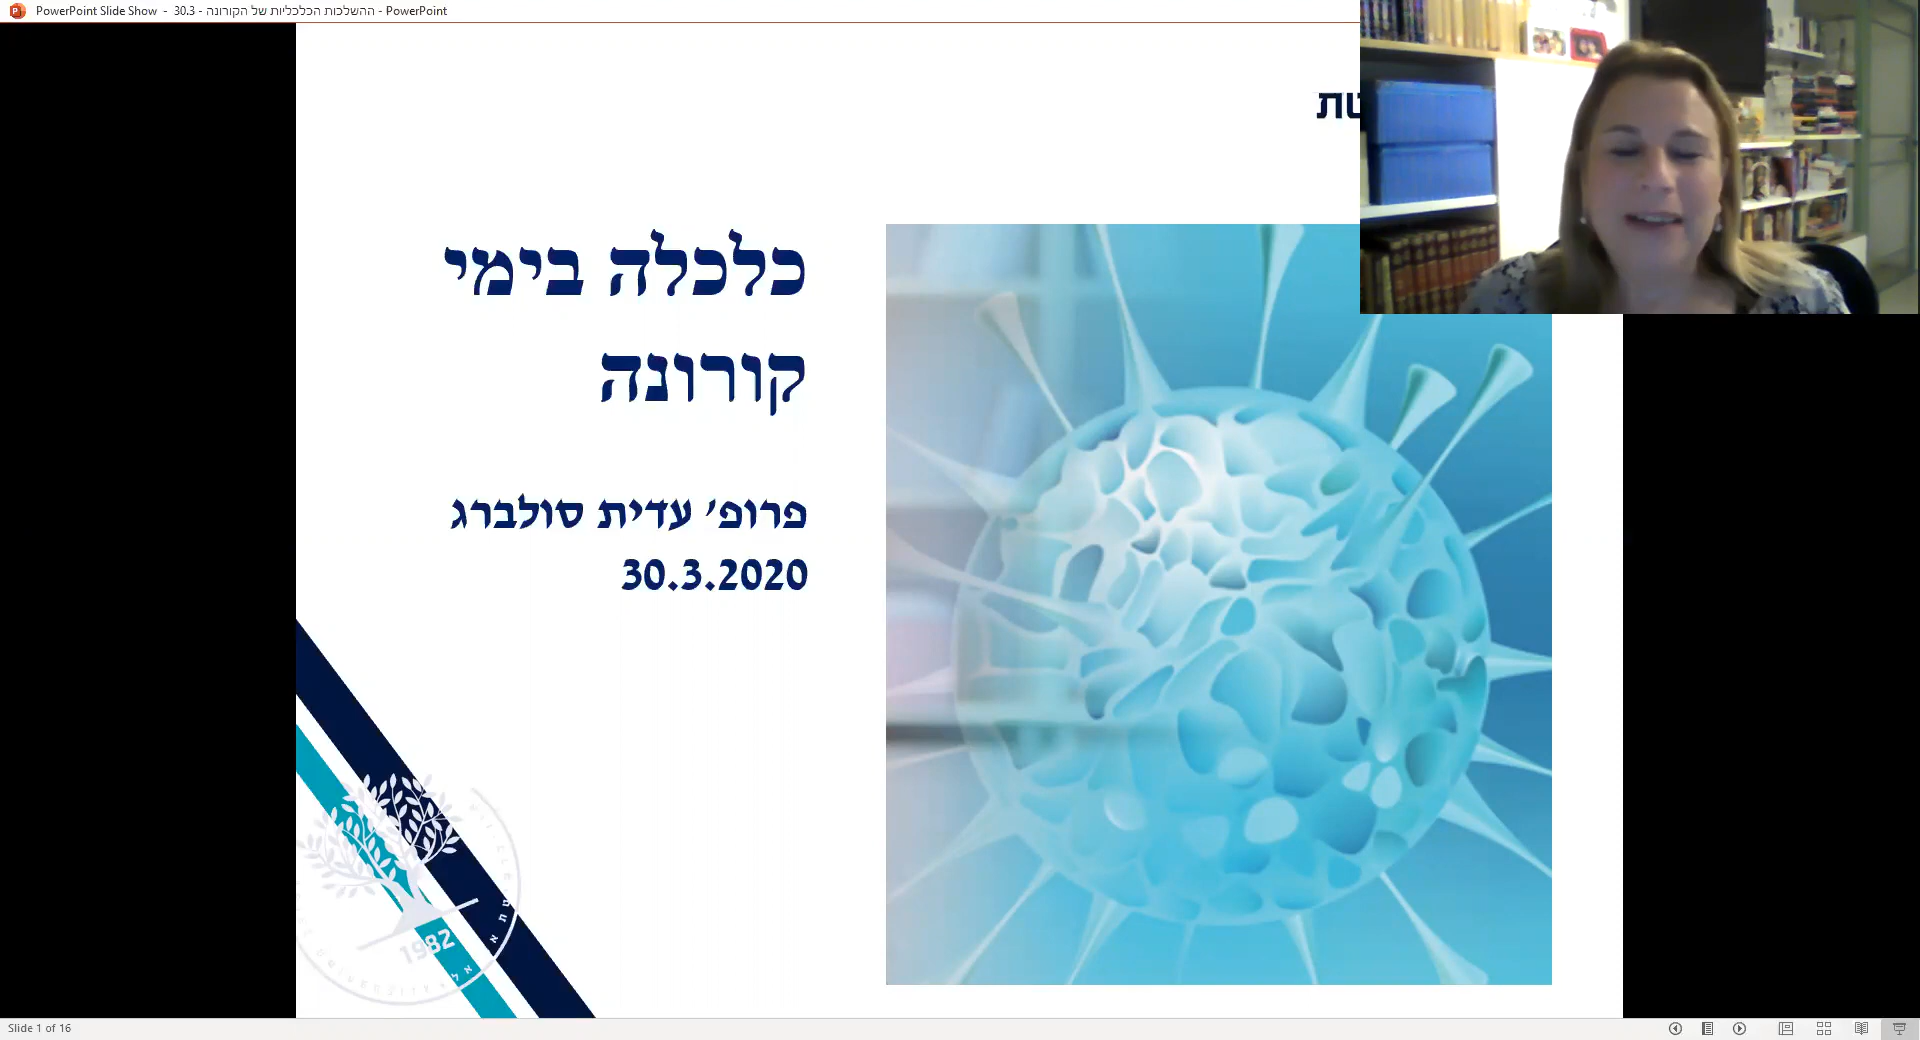 PowerPoint Slide Show - 30.3 - ההשלכות הכלכליות של הקורונה - PowerPoint
כלכלה בימי
קורונה
פרופ' עדית סולברג
30.3.2020
1982
Slide 1 of 16